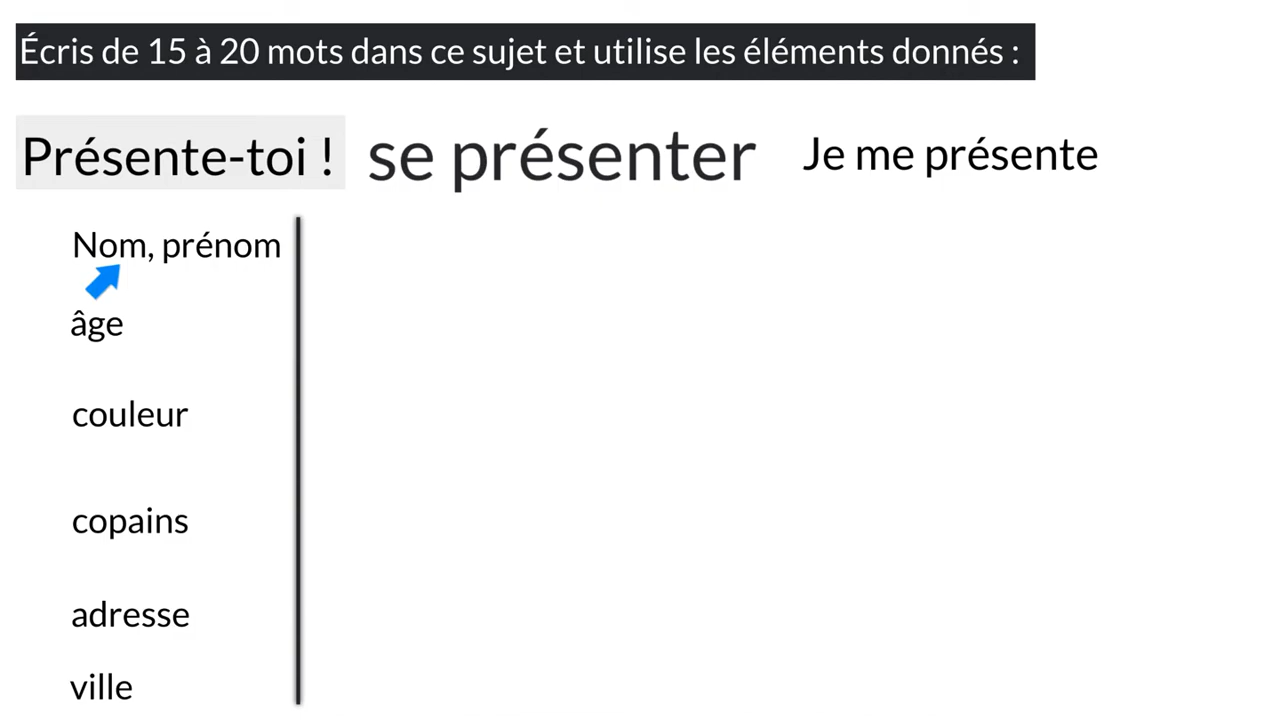 Écris de 15 à 20 mots dans ce sujet et utilise les éléments donnés :
Présente-toi ! se présenter Je me présente
Nom, prénom
âge
couleur
copains
adresse
ville